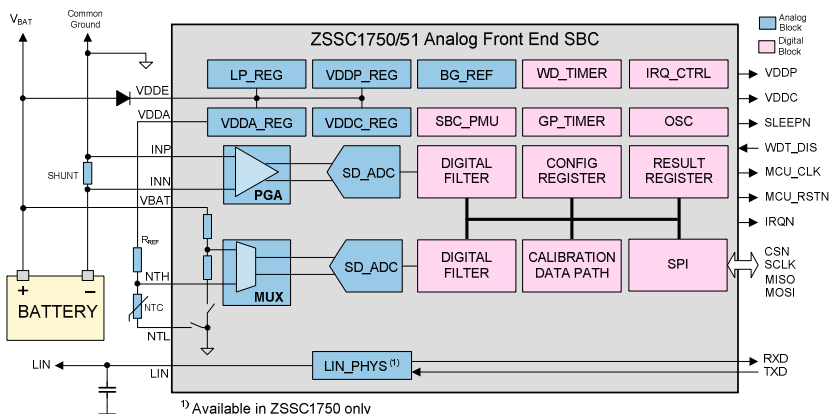 V_BAT
Common
Ground
ZSSC1750/51 Analog Front End SBC
Analog
Block
Digital
Block
LP_REG
VDDP_REG
BG_REF
WD_TIMER
IRQ_CTRL
VDDP
VDDE
VDDC
VDDA
VDDA_REG
VDDC_REG
SBC_PMU
GP_TIMER
OSC
SLEEPN
INP
WDT_DIS
SHUNT
PGA
SD_ADC
DIGITAL
FILTER
CONFIG
REGISTER
RESULT
REGISTER
MCU_CLK
INN
MCU_RSTN
VBAT
IRQN
R_REF
NTH
MUX
SD_ADC
DIGITAL
FILTER
CALIBRATION
DATA PATH
SPI
CSN
SCLK
MISO
MOSI
+
−
BATTERY
NTC
NTL
LIN
LIN
LIN_PHYS(1)
RXD
TXD
1) Available in ZSSC1750 only